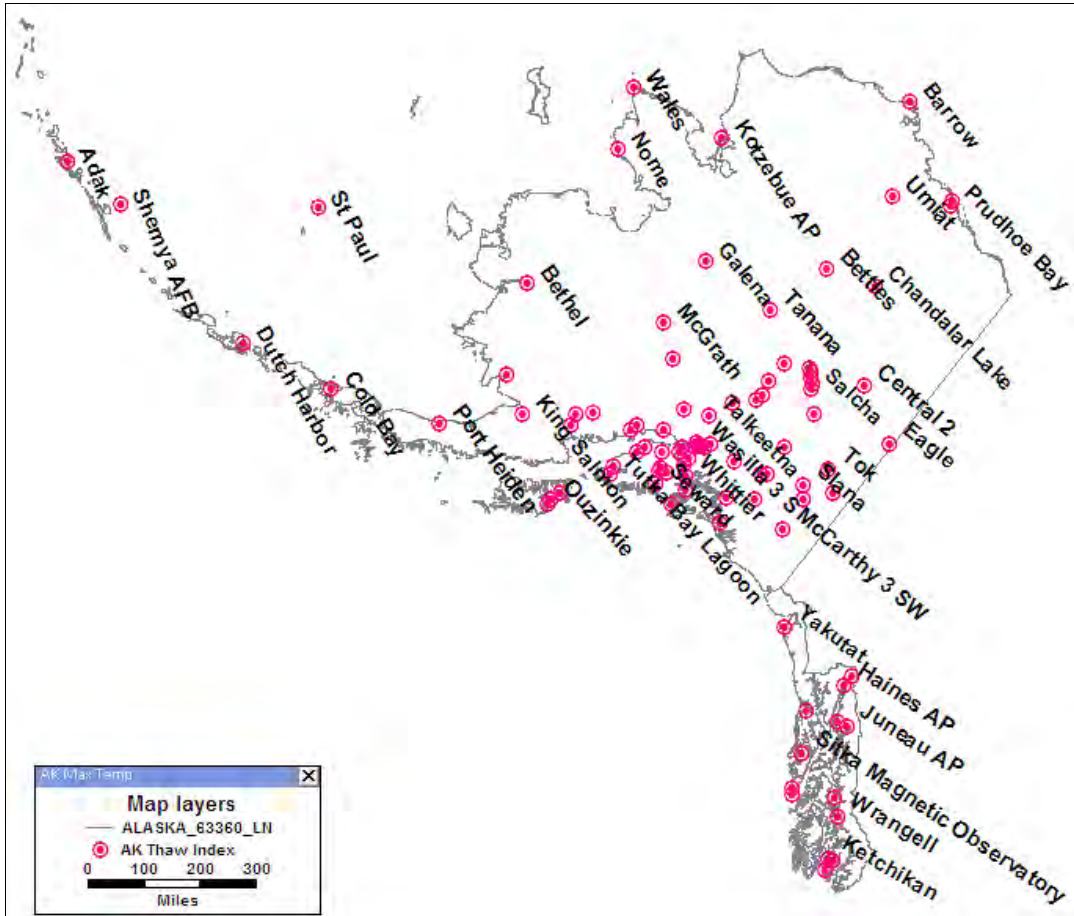 Wales
Barrow
Kotzebue AP
Nome
Adak
Shemya AFB
St Paul
Umiat
Prudhoe Bay
Bethel
Galena
Bettles
Chandalar Lake
Tanana
McGrath
Dutch Harbor
Cold Bay
Salcha
Central 2
Eagle
Port Heiden
King Salmon
Talkeetna
Wasilla 3 S
Tok
Slana
Whittier
Seward
Tutka Bay Lagoon
Ouzinkie
McCarthy 3 SW
Yakutat
Haines AP
Juneau AP
Sitka Magnetic Observatory
Wrangell
Ketchikan
AK Max Temp
Map layers
ALASKA_63360_LN
AK Thaw Index
0 100 200 300
Miles